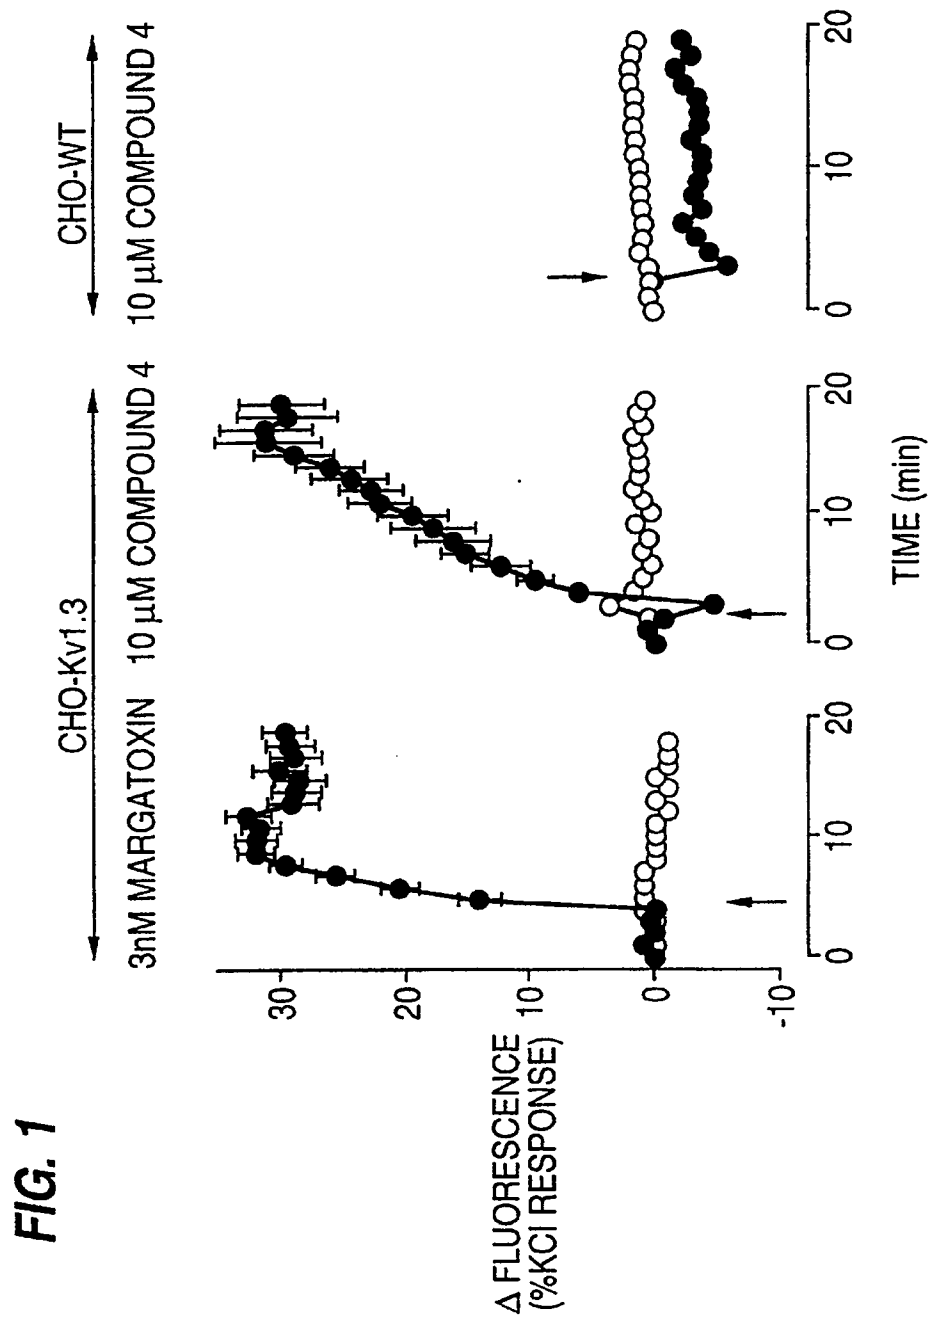 FIG. 1
CHO-Kv1.3
CHO-WT
3nM MARGATOXIN
10 µM COMPOUND 4
10 µM COMPOUND 4
Δ FLUORESCENCE
(%KCl RESPONSE)
30
20
10
0
-10
0
10
20
0
10
20
0
10
20
TIME (min)